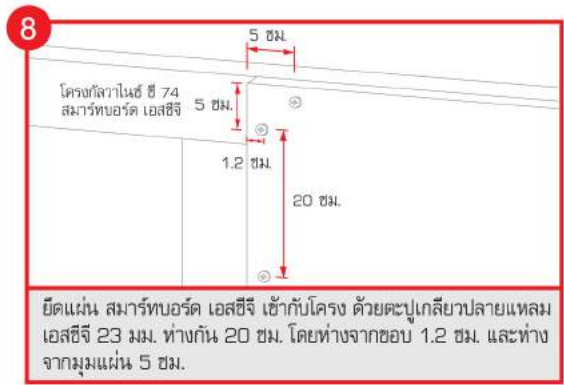 8
5 ซม.
โครงกัลวาไนซ์ ซี 74
สมาร์ทบอร์ด เอสซีจี
5 ซม.
1.2 ซม.
20 ซม.
ยึดแผ่น สมาร์ทบอร์ด เอสซีจี เข้ากับโครง ด้วยตะปูเกลียวปลายแหลม
เอสซีจี 23 มม. ห่างกัน 20 ซม. โดยห่างจากขอบ 1.2 ซม. และห่าง
จากมุมแผ่น 5 ซม.